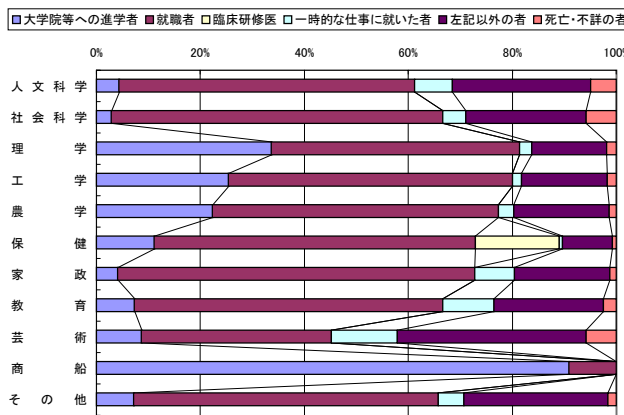 大学院等への進学者 就職者 臨床研修医 一時的な仕事に就いた者 左記以外の者 死亡・不詳の者
0% 20% 40% 60% 80% 100%
人文科学
社会科学
理学
工学
農学
保健
家政
教育
芸術
商船
その他